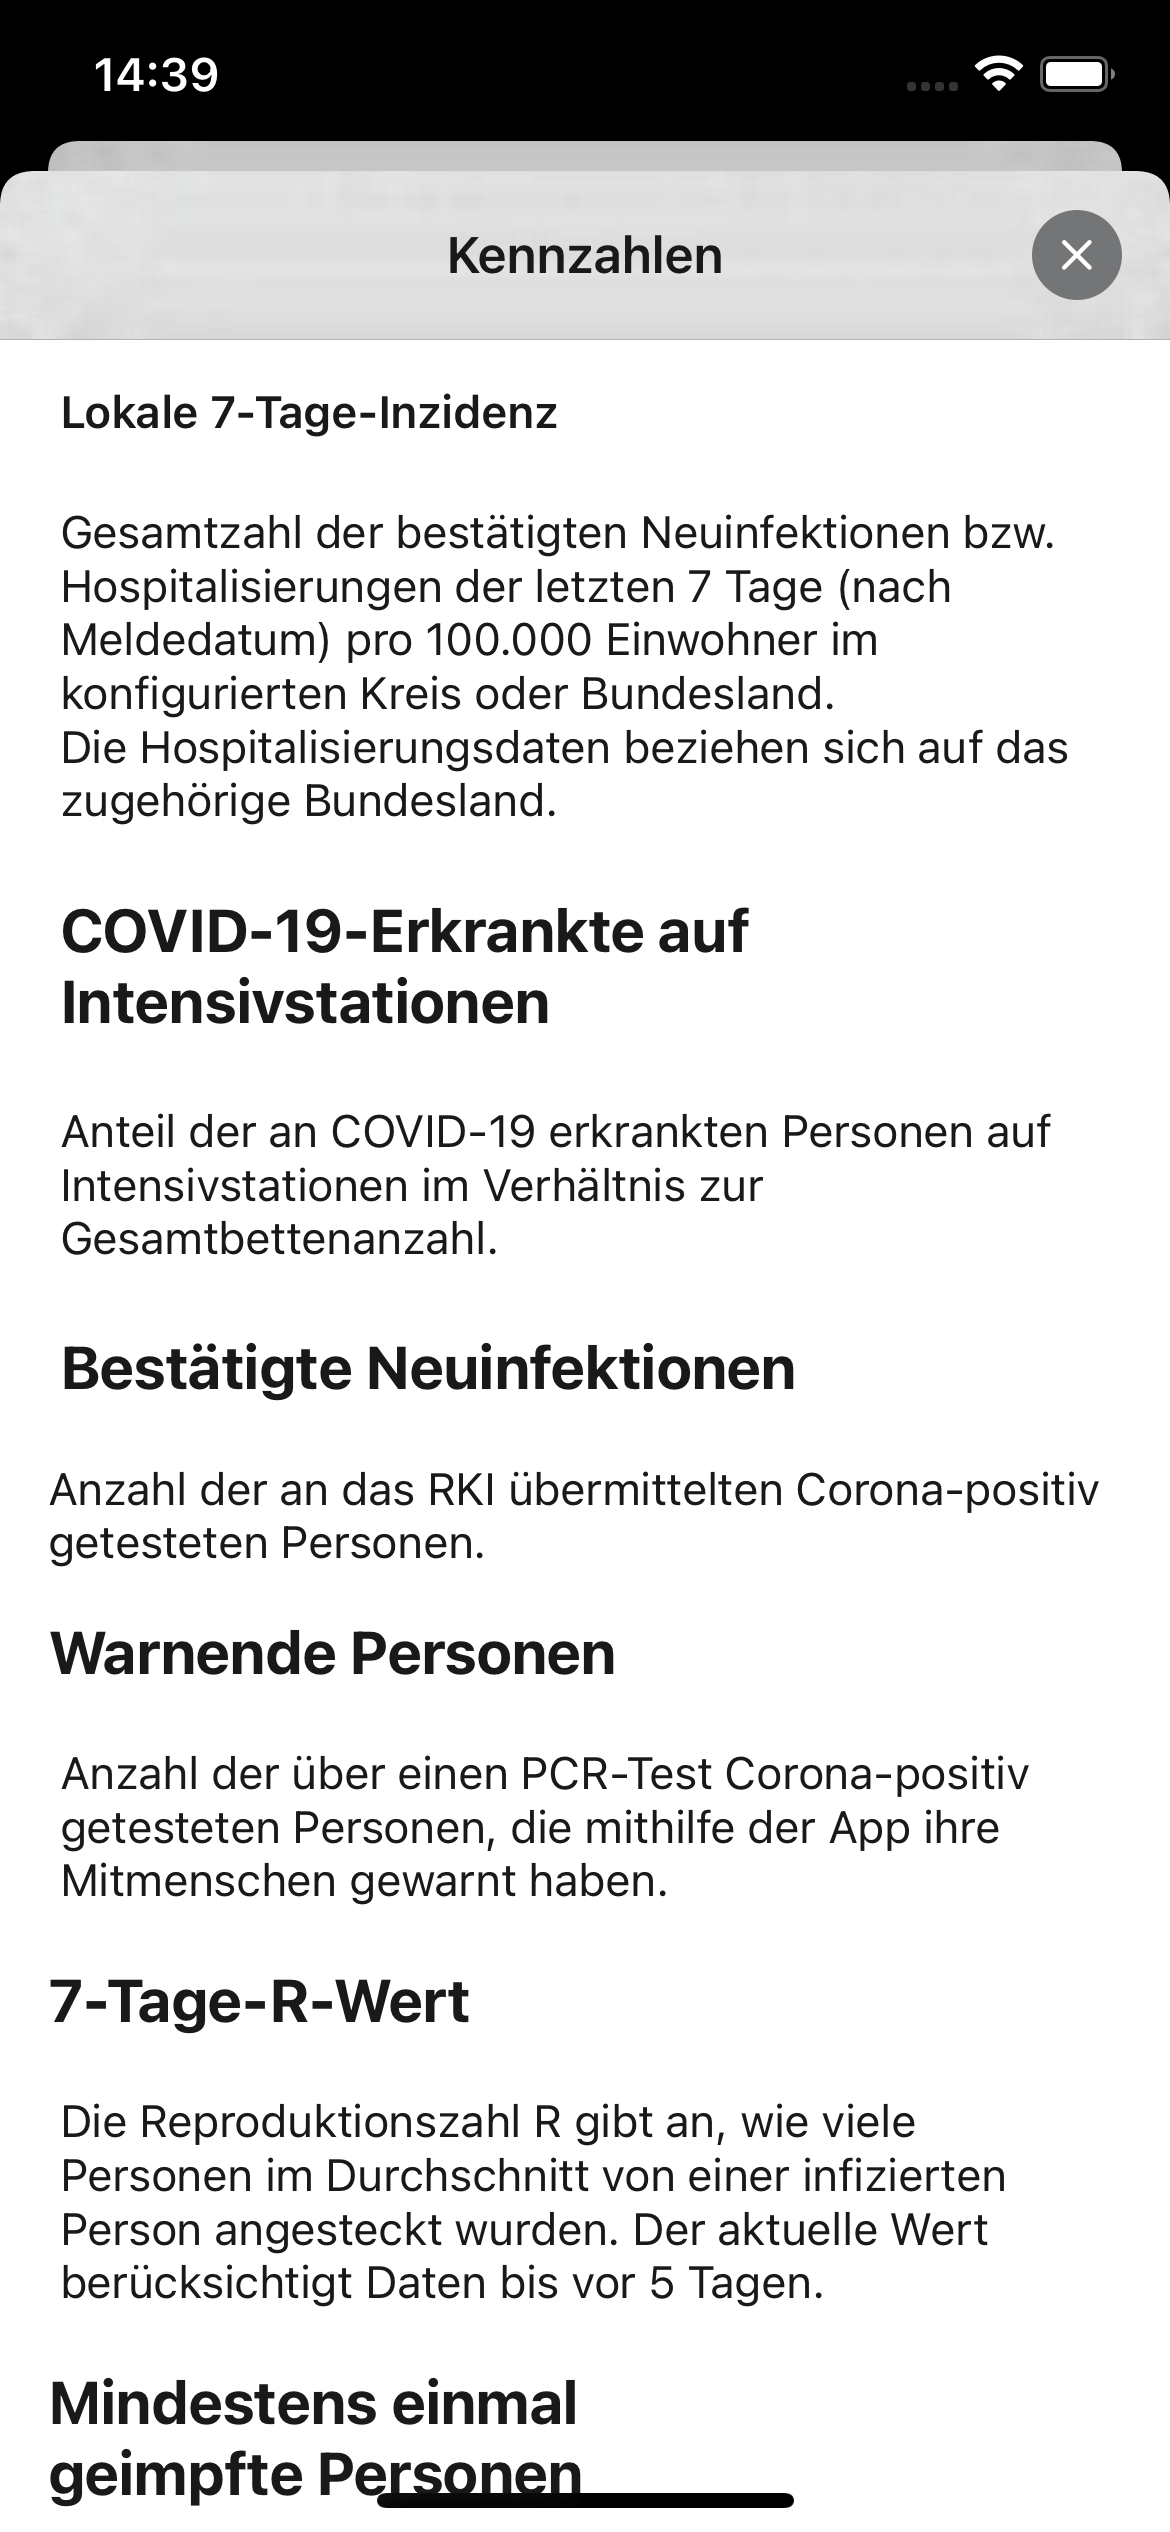 14:39
Kennzahlen
Lokale 7-Tage-Inzidenz
Gesamtzahl der bestätigten Neuinfektionen bzw.
Hospitalisierungen der letzten 7 Tage (nach
Meldedatum) pro 100.000 Einwohner im
konfigurierten Kreis oder Bundesland.
Die Hospitalisierungsdaten beziehen sich auf das
zugehörige Bundesland.
COVID-19-Erkrankte auf
Intensivstationen
Anteil der an COVID-19 erkrankten Personen auf
Intensivstationen im Verhältnis zur
Gesamtbettenanzahl.
Bestätigte Neuinfektionen
Anzahl der an das RKI übermittelten Corona-positiv
getesteten Personen.
Warnende Personen
Anzahl der über einen PCR-Test Corona-positiv
getesteten Personen, die mithilfe der App ihre
Mitmenschen gewarnt haben.
7-Tage-R-Wert
Die Reproduktionszahl R gibt an, wie viele
Personen im Durchschnitt von einer infizierten
Person angesteckt wurden. Der aktuelle Wert
berücksichtigt Daten bis vor 5 Tagen.
Mindestens einmal
geimpfte Personen